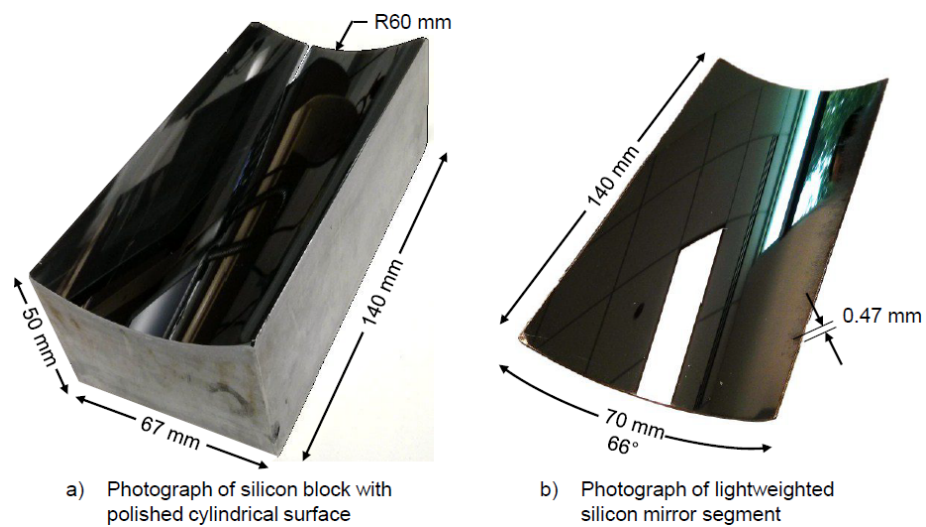 R60 mm
50 mm
67 mm
140 mm
a) Photograph of silicon block with
polished cylindrical surface
140 mm
0.47 mm
70 mm
66°
b) Photograph of lightweighted
silicon mirror segment